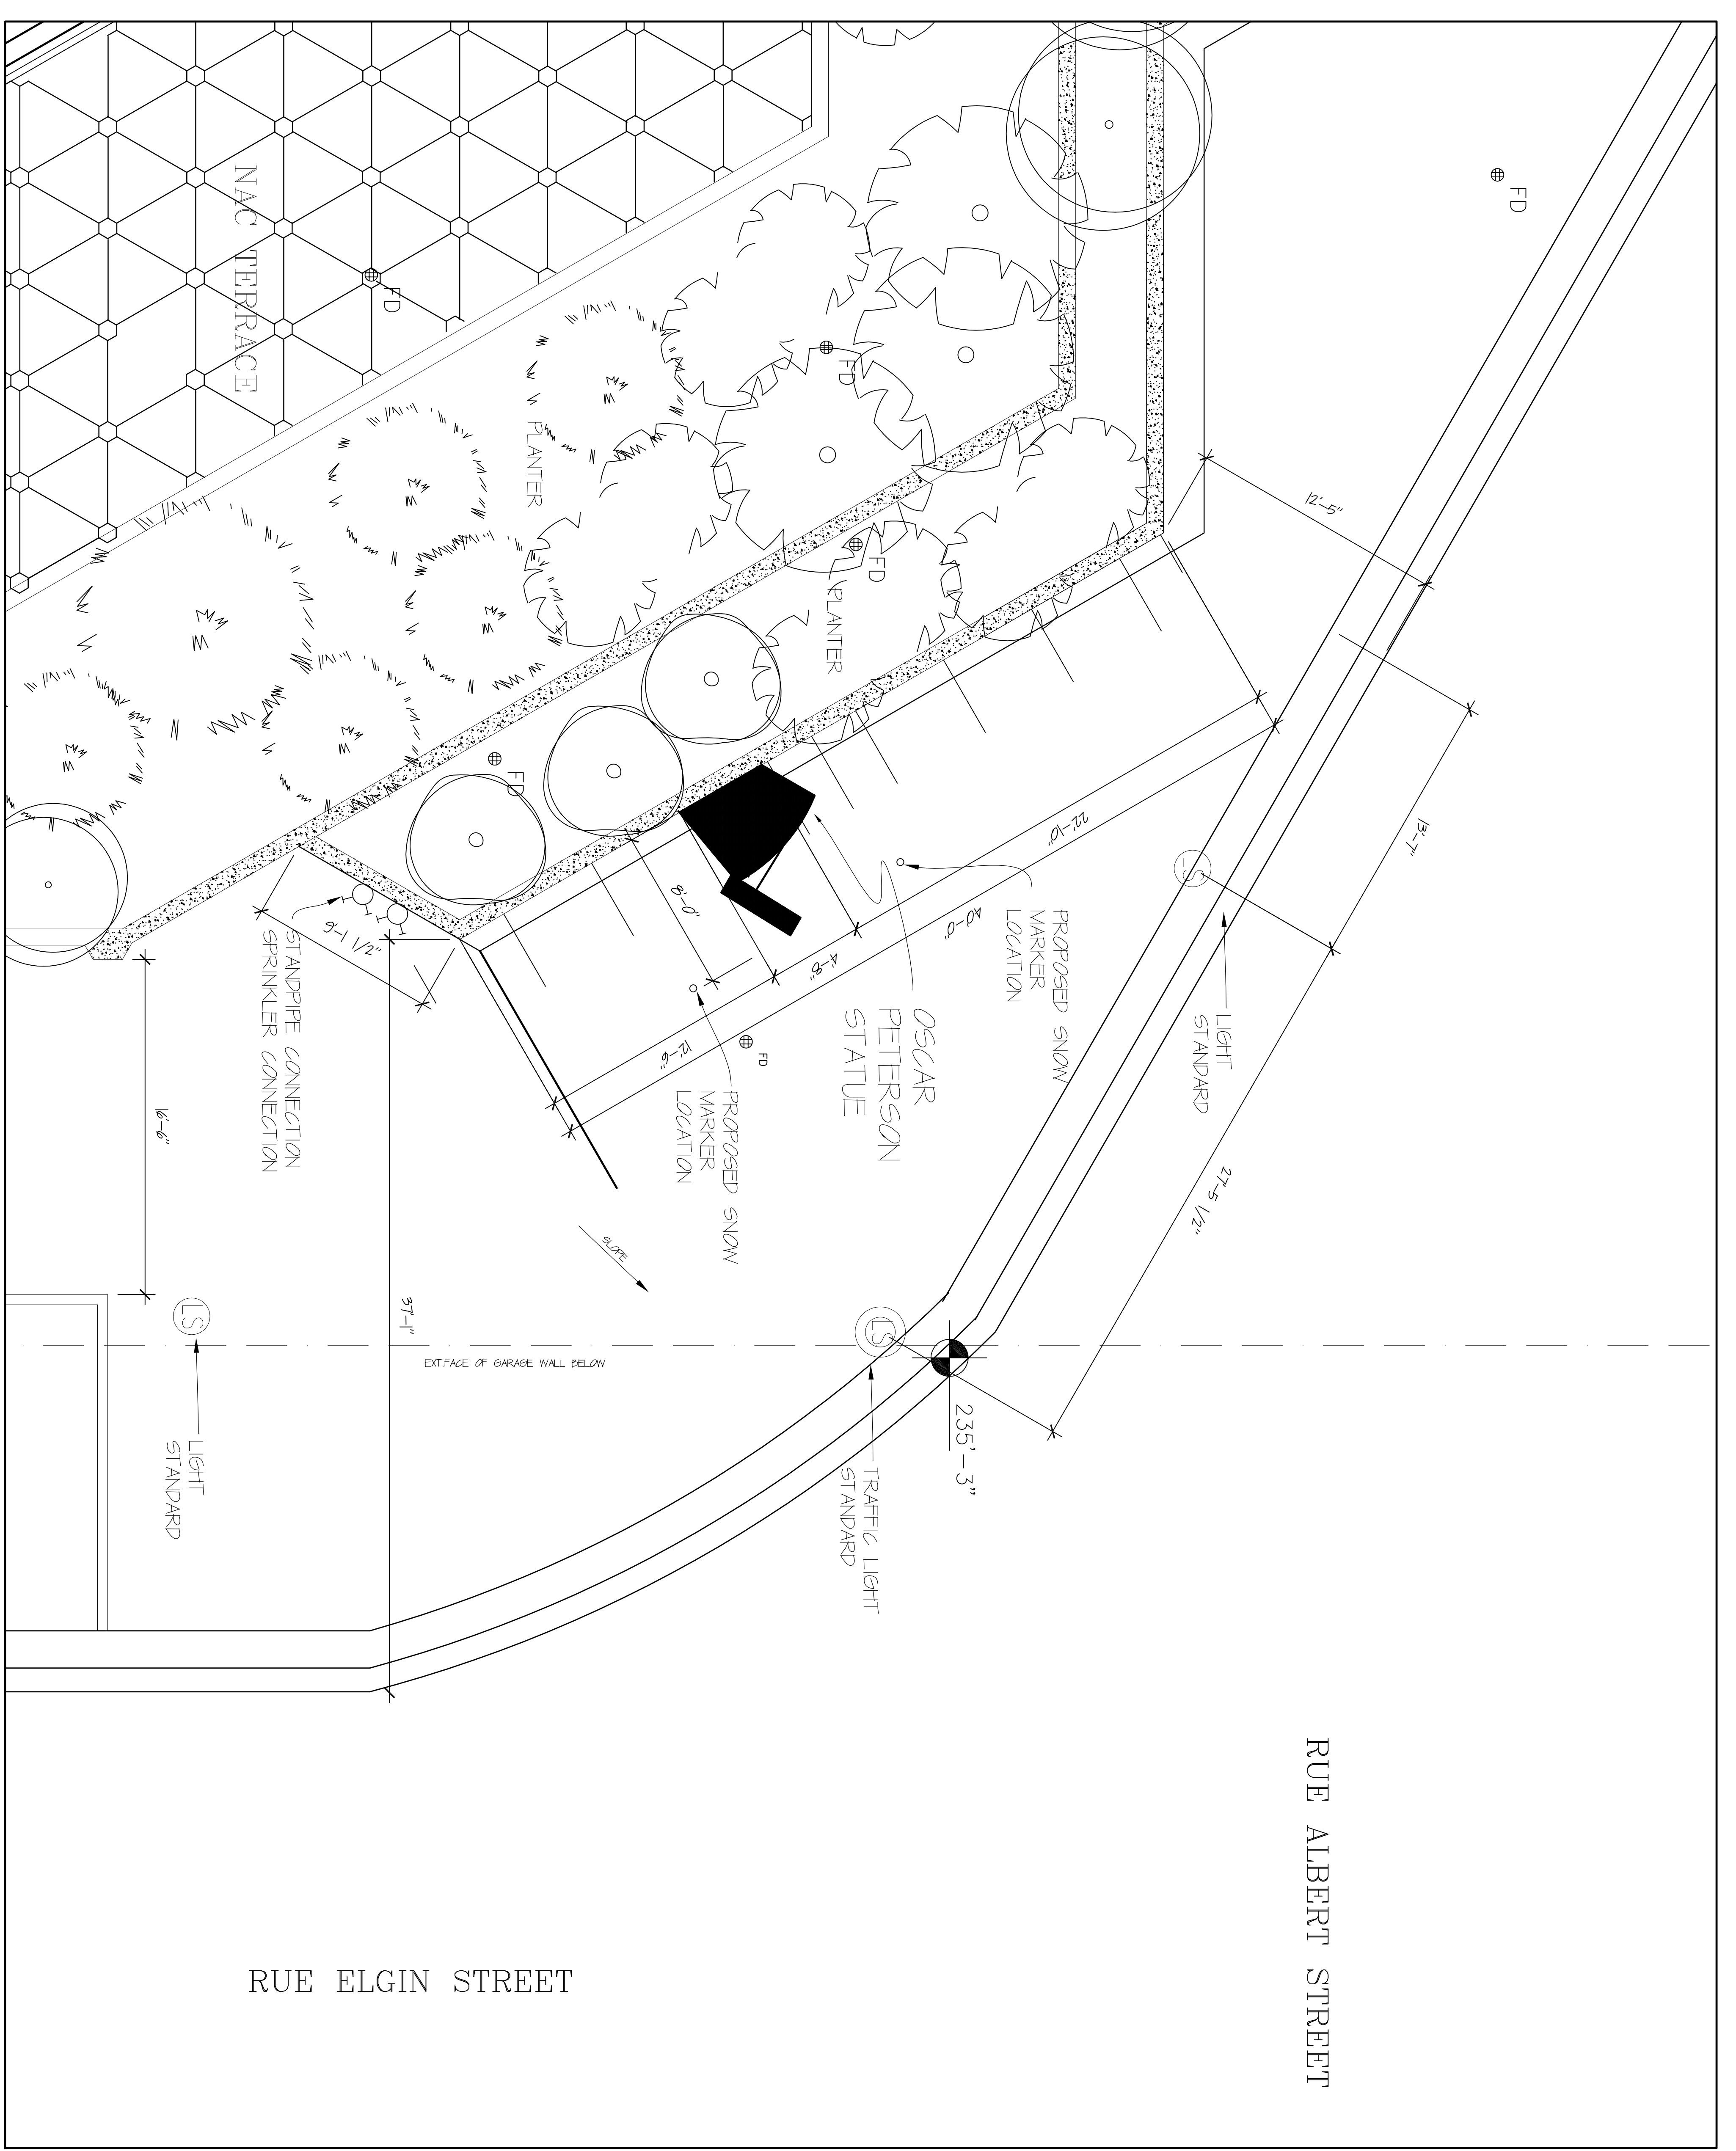 NAC TERRACE
FD
FD
FD
FD
FD
FD
PLANTER
PLANTER
12'-5"
13'-7"
22'-10"
40'-0"
4'-8"
8'-0"
12'-6"
9'-1 1/2"
27'-5 1/2"
16'-6"
37'-1"
LS
LS
LS
PROPOSED SNOW
MARKER
LOCATION
OSCAR
PETERSON
STATUE
LIGHT
STANDARD
STANDPIPE CONNECTION
SPRINKLER CONNECTION
PROPOSED SNOW
MARKER
LOCATION
SLOPE
EXT.FACE OF GARAGE WALL BELOW
235'-3"
LIGHT
STANDARD
TRAFFIC LIGHT
STANDARD
RUE ALBERT STREET
RUE ELGIN STREET